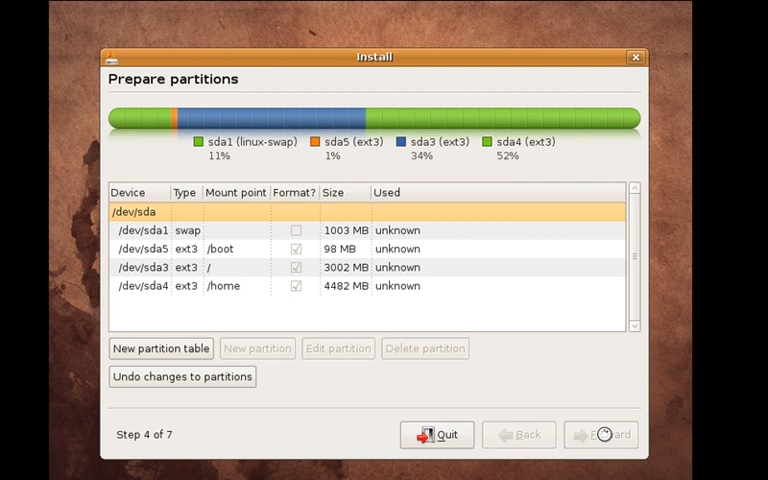 Install
Prepare partitions
sda1 (linux-swap) sda5 (ext3) sda3 (ext3) sda4 (ext3)
11% 1% 34% 52%
Device Type Mount point Format? Size Used
/dev/sda
/dev/sda1 swap 1003 MB unknown
/dev/sda5 ext3 /boot 98 MB unknown
/dev/sda3 ext3 / 3002 MB unknown
/dev/sda4 ext3 /home 4482 MB unknown
New partition table New partition Edit partition Delete partition
Undo changes to partitions
Step 4 of 7 Quit Back